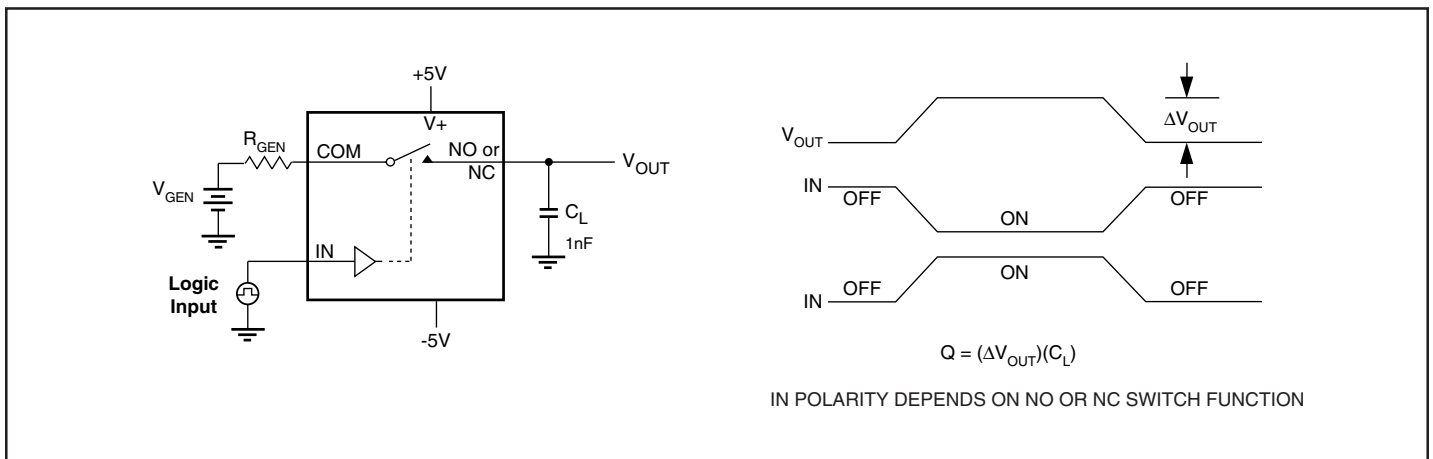 +5V
V+
R_GEN
COM
NO or
NC
V_OUT
V_GEN
C_L
1nF
IN
Logic
Input
-5V
V_OUT
ΔV_OUT
IN
OFF
ON
OFF
IN
OFF
ON
OFF
Q = (ΔV_OUT)(C_L)
IN POLARITY DEPENDS ON NO OR NC SWITCH FUNCTION